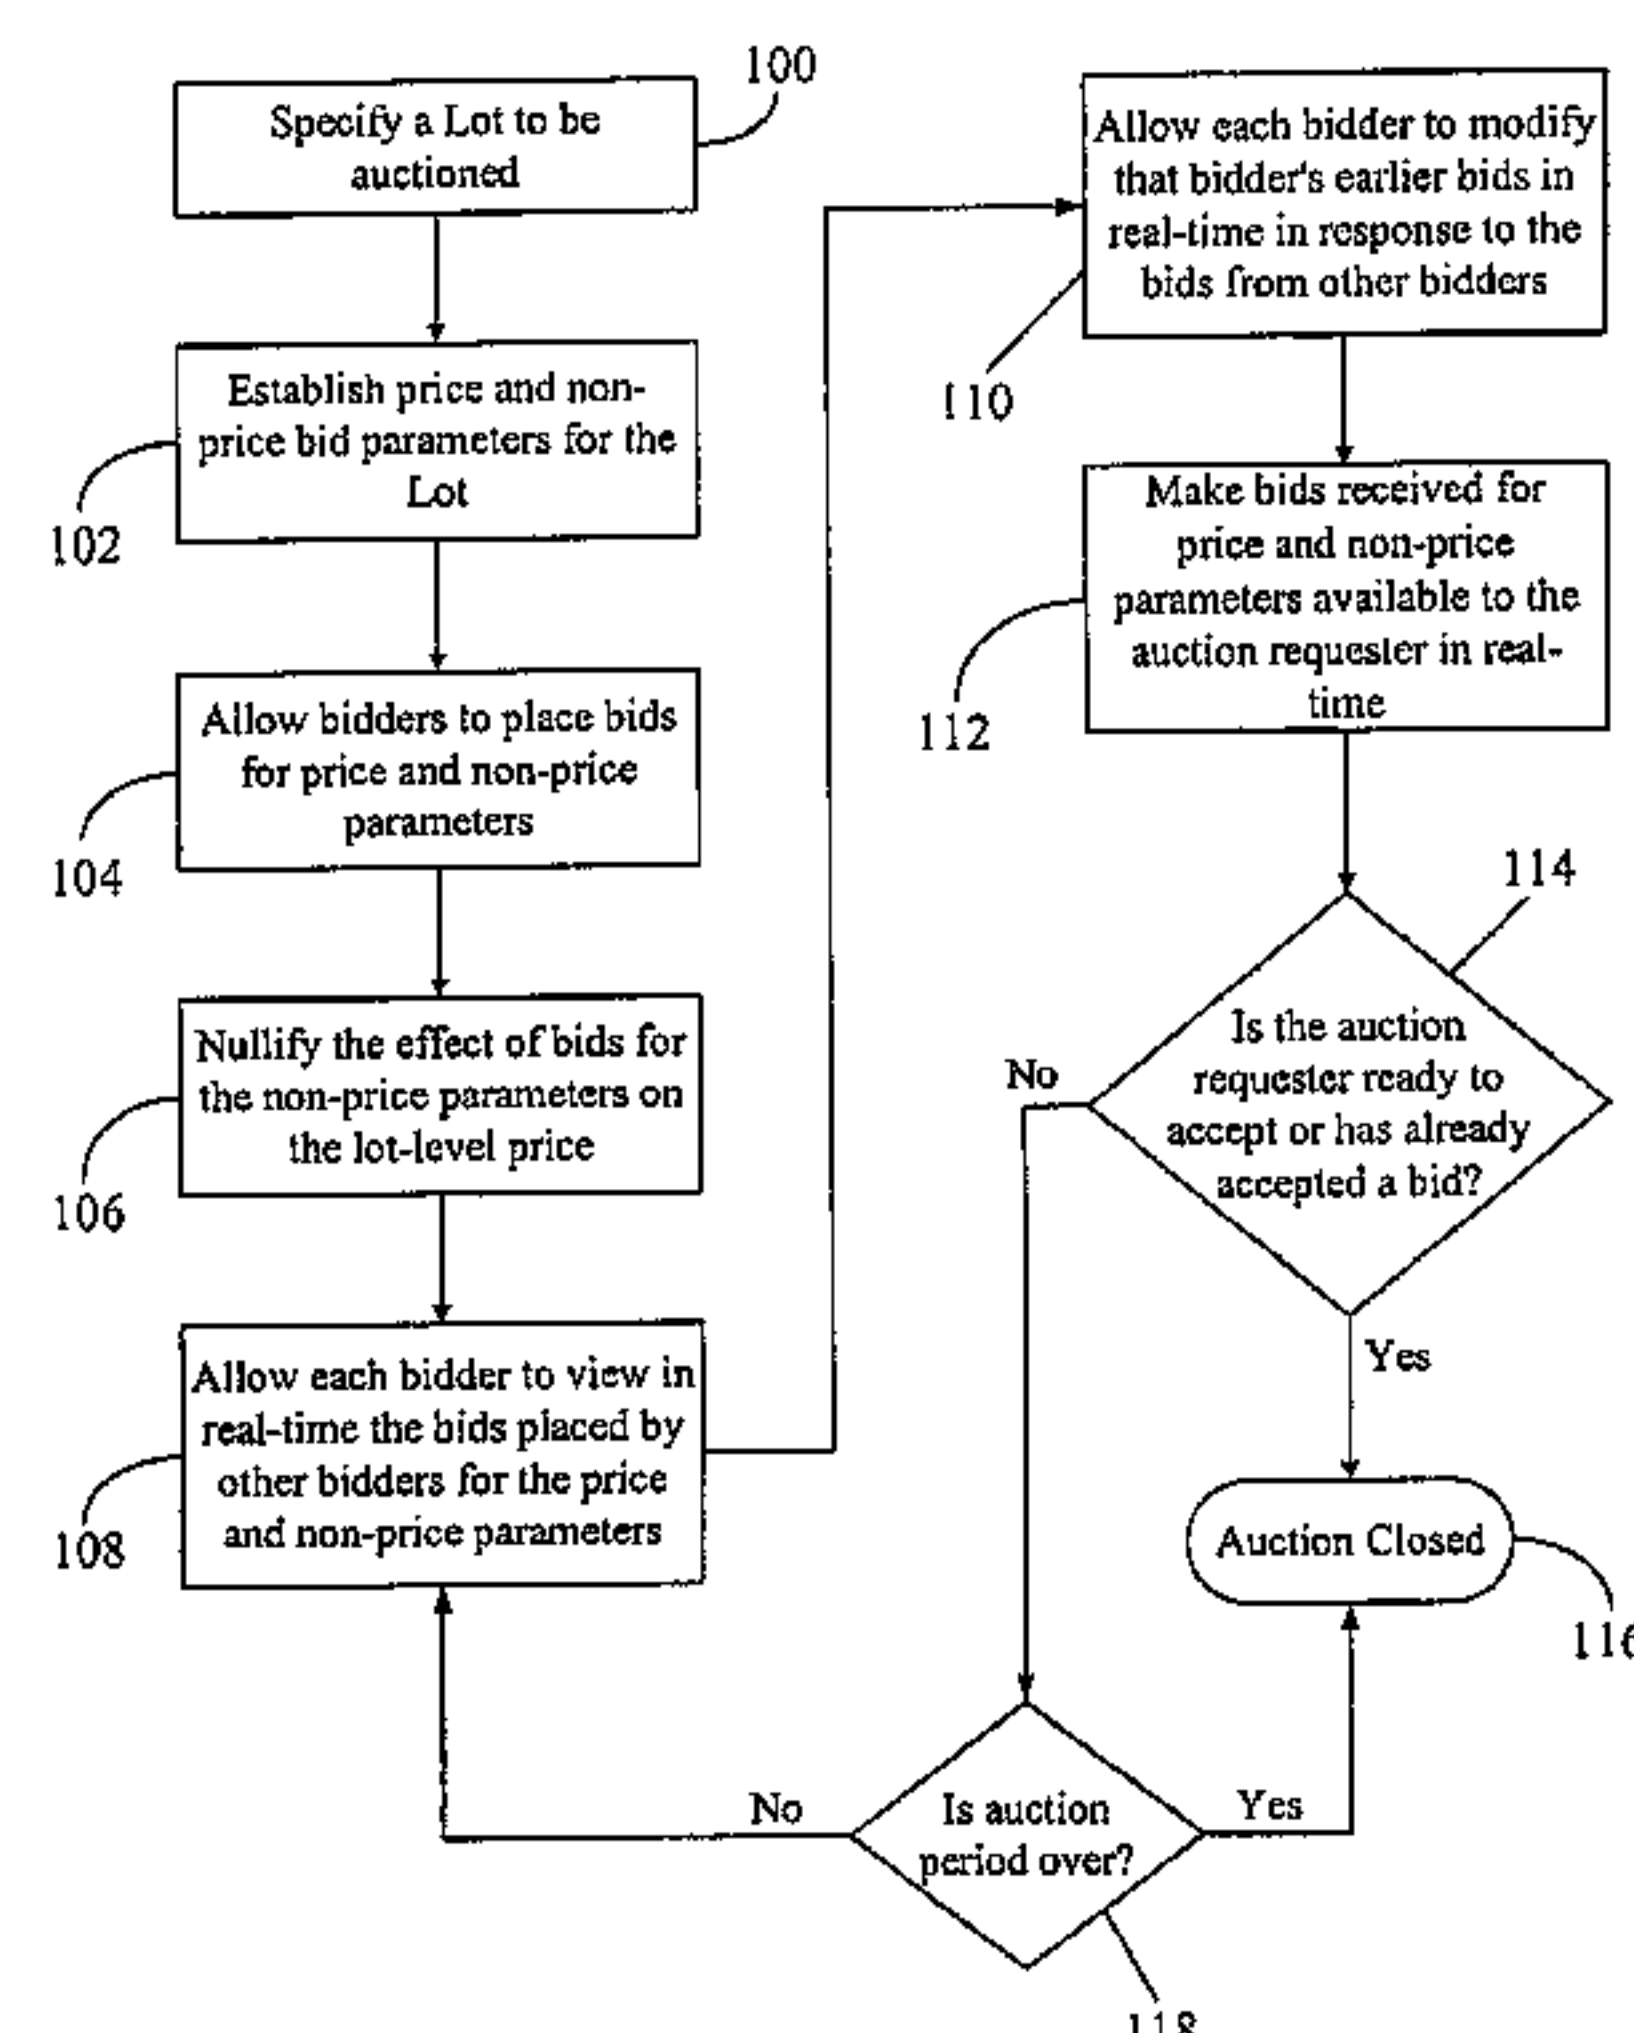 100
Specify a Lot to be
auctioned
Establish price and non-
price bid parameters for the
Lot
102
Allow bidders to place bids
for price and non-price
parameters
104
Nullify the effect of bids for
the non-price parameters on
the lot-level price
106
Allow each bidder to view in
real-time the bids placed by
other bidders for the price
and non-price parameters
108
Allow each bidder to modify
that bidder's earlier bids in
real-time in response to the
bids from other bidders
110
Make bids received for
price and non-price
parameters available to the
auction requester in real-
time
112
114
Is the auction
requester ready to
accept or has already
accepted a bid?
No
Yes
Auction Closed
116
Is auction
period over?
No
Yes
118